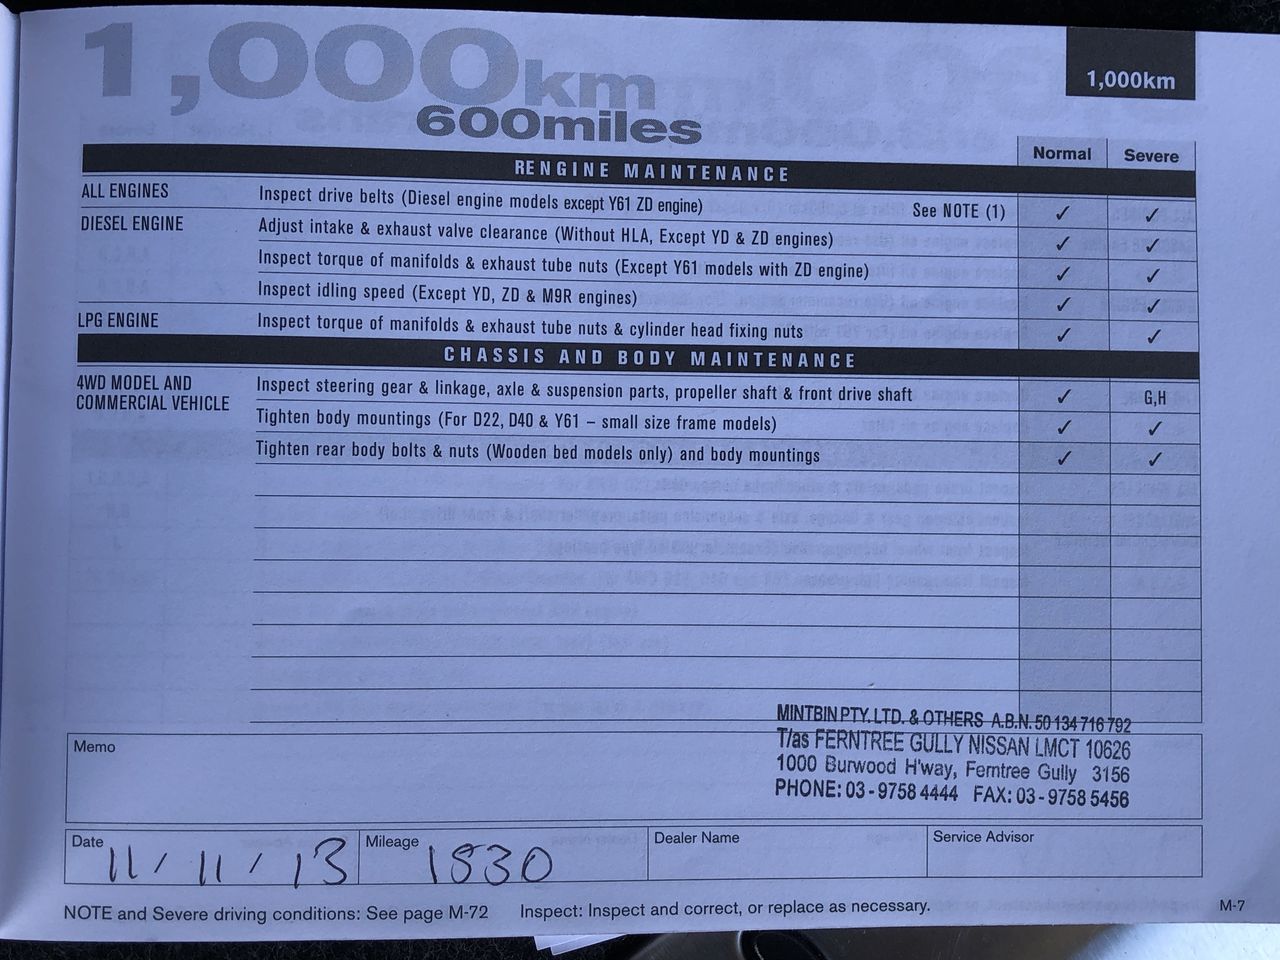 1,000km
600miles
1,000km
Normal Severe
RENGINE MAINTENANCE
ALL ENGINES Inspect drive belts (Diesel engine models except Y61 ZD engine) See NOTE (1) ✓ ✓
DIESEL ENGINE Adjust intake & exhaust valve clearance (Without HLA, Except YD & ZD engines) ✓ ✓
Inspect torque of manifolds & exhaust tube nuts (Except Y61 models with ZD engine) ✓ ✓
Inspect idling speed (Except YD, ZD & M9R engines) ✓ ✓
LPG ENGINE Inspect torque of manifolds & exhaust tube nuts & cylinder head fixing nuts ✓ ✓
CHASSIS AND BODY MAINTENANCE
4WD MODEL AND Inspect steering gear & linkage, axle & suspension parts, propeller shaft & front drive shaft ✓ G,H
COMMERCIAL VEHICLE Tighten body mountings (For D22, D40 & Y61 – small size frame models) ✓ ✓
Tighten rear body bolts & nuts (Wooden bed models only) and body mountings ✓ ✓
MINTBIN PTY. LTD. & OTHERS A.B.N. 50 134 716 792
T/as FERNTREE GULLY NISSAN LMCT 10626
1000 Burwood H'way, Ferntree Gully 3156
PHONE: 03 - 9758 4444 FAX: 03 - 9758 5456
Memo
Date 11 / 11 / 13 Mileage 1830 Dealer Name Service Advisor
NOTE and Severe driving conditions: See page M-72 Inspect: Inspect and correct, or replace as necessary. M-7